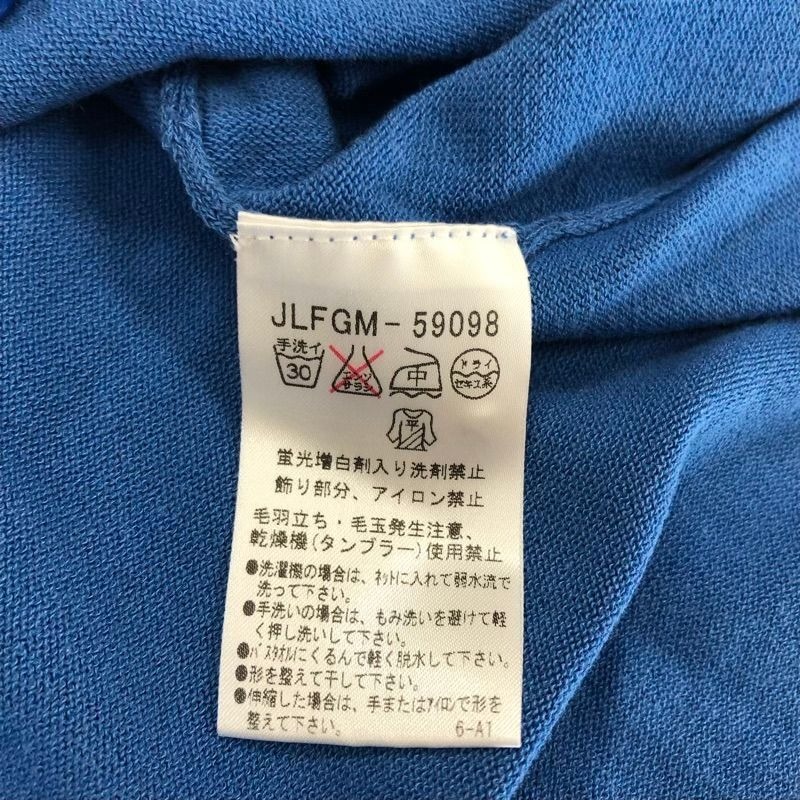 JLFGM-59098
手洗イ
30
エンソ
サラシ
中
ドライ
セキユ系
平
蛍光増白剤入り洗剤禁止
飾り部分、アイロン禁止
毛羽立ち・毛玉発生注意、
乾燥機(タンブラー)使用禁止
●洗濯機の場合は、ネットに入れて弱水流で
洗って下さい。
●手洗いの場合は、もみ洗いを避けて軽
く押し洗いして下さい。
●バスタオルにくるんで軽く脱水して下さい。
●形を整えて干して下さい。
●伸縮した場合は、手またはアイロンで形を
整えて下さい。
6-A1